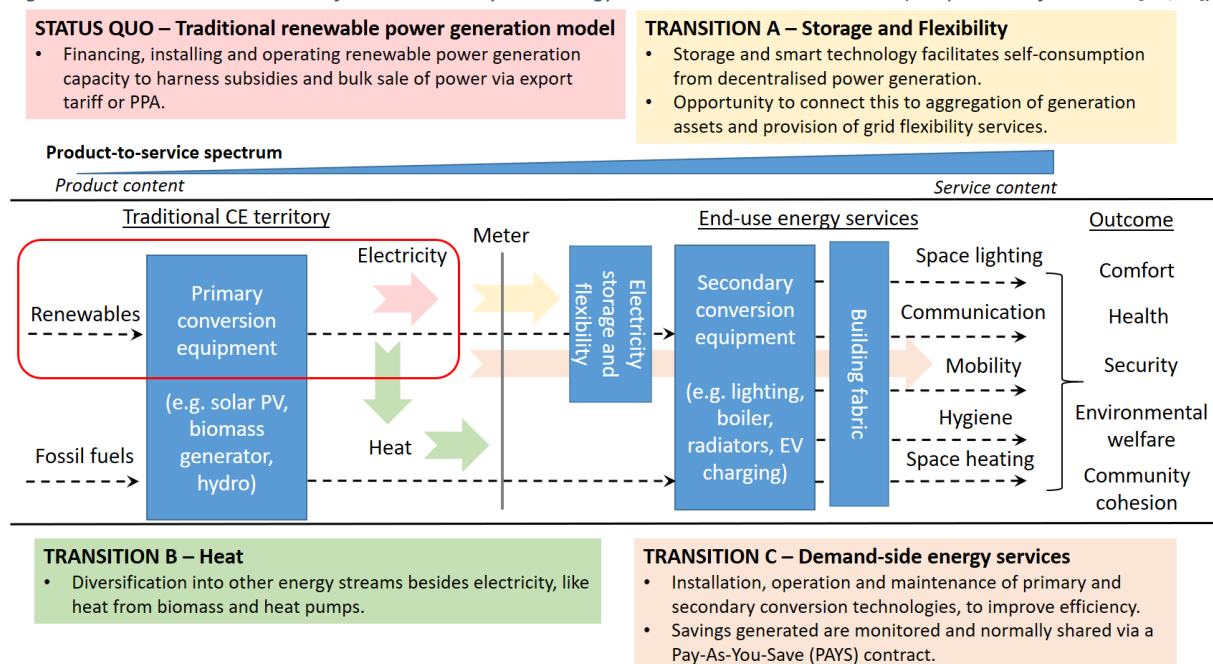 STATUS QUO – Traditional renewable power generation model
• Financing, installing and operating renewable power generation
capacity to harness subsidies and bulk sale of power via export
tariff or PPA.
TRANSITION A – Storage and Flexibility
• Storage and smart technology facilitates self-consumption
from decentralised power generation.
• Opportunity to connect this to aggregation of generation
assets and provision of grid flexibility services.
Product-to-service spectrum
Product content
Service content
Traditional CE territory
End-use energy services
Outcome
Meter
Electricity
Renewables
Fossil fuels
Primary
conversion
equipment
(e.g. solar PV,
biomass
generator,
hydro)
Heat
Electricity
storage and
flexibility
Secondary
conversion
equipment
(e.g. lighting,
boiler,
radiators, EV
charging)
Building fabric
Space lighting
Communication
Mobility
Hygiene
Space heating
Comfort
Health
Security
Environmental
welfare
Community
cohesion
TRANSITION B – Heat
• Diversification into other energy streams besides electricity, like
heat from biomass and heat pumps.
TRANSITION C – Demand-side energy services
• Installation, operation and maintenance of primary and
secondary conversion technologies, to improve efficiency.
• Savings generated are monitored and normally shared via a
Pay-As-You-Save (PAYS) contract.